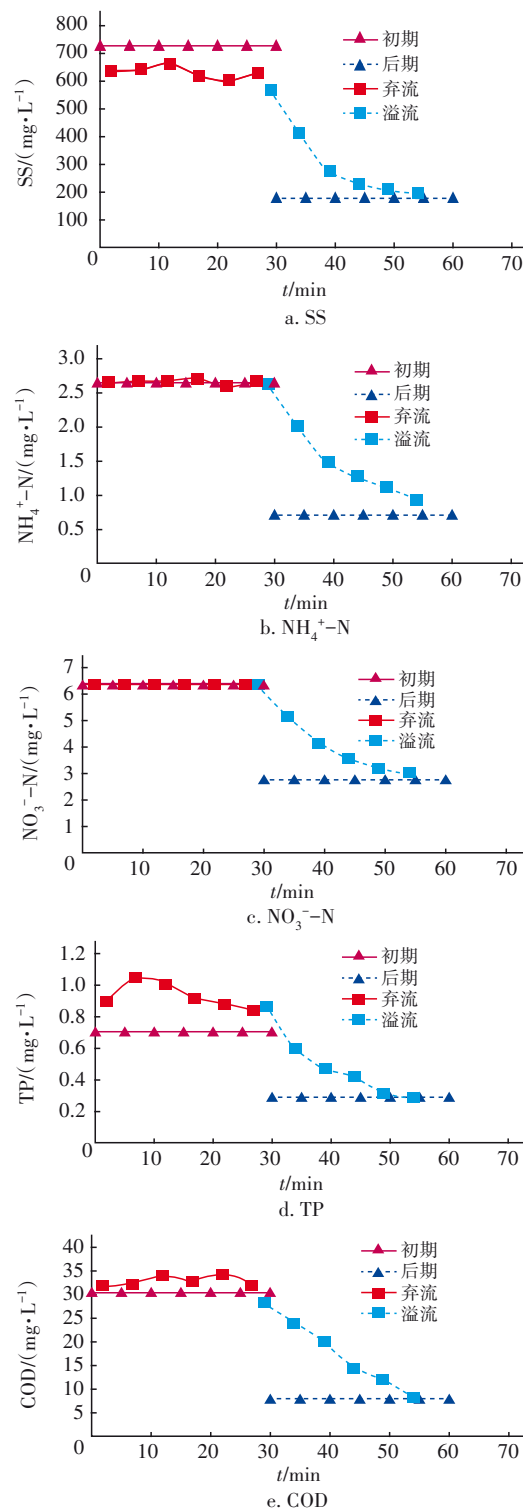 800
700
600
500
400
300
200
100
0
SS/(mg·L⁻¹)
初期
后期
弃流
溢流
10 20 30 40 50 60 70
t/min
a. SS
3.0
2.5
2.0
1.5
1.0
0.5
0
NH₄⁺-N/(mg·L⁻¹)
初期
后期
弃流
溢流
10 20 30 40 50 60 70
t/min
b. NH₄⁺-N
7
6
5
4
3
2
1
0
NO₃⁻-N/(mg·L⁻¹)
初期
后期
弃流
溢流
10 20 30 40 50 60 70
t/min
c. NO₃⁻-N
1.2
1.0
0.8
0.6
0.4
0.2
0
TP/(mg·L⁻¹)
初期
后期
弃流
溢流
10 20 30 40 50 60 70
t/min
d. TP
40
35
30
25
20
15
10
5
0
COD/(mg·L⁻¹)
初期
后期
弃流
溢流
10 20 30 40 50 60 70
t/min
e. COD